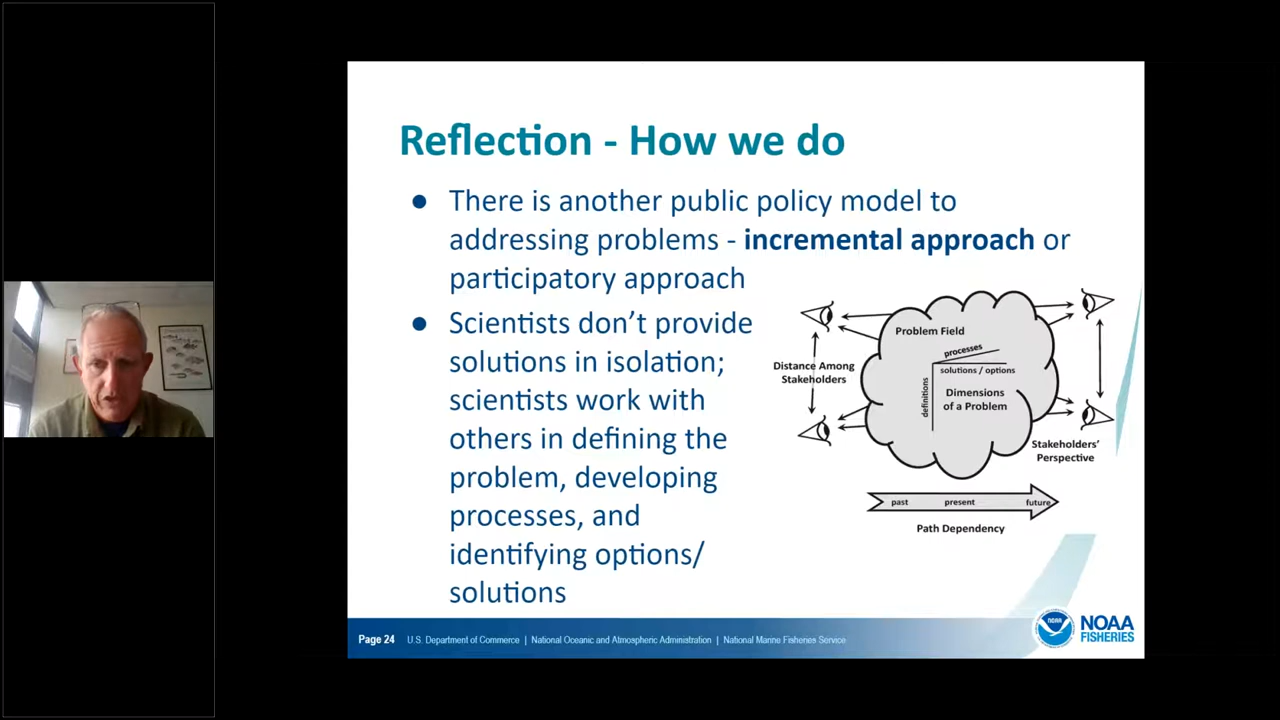 Reflection - How we do
● There is another public policy model to
addressing problems - incremental approach or
participatory approach
● Scientists don’t provide
solutions in isolation;
scientists work with
others in defining the
problem, developing
processes, and
identifying options/
solutions
Problem Field
processes
solutions / options
definitions
Dimensions
of a Problem
Distance Among
Stakeholders
Stakeholders’
Perspective
past present future
Path Dependency
Page 24 U.S. Department of Commerce | National Oceanic and Atmospheric Administration | National Marine Fisheries Service
NOAA
NOAA
FISHERIES